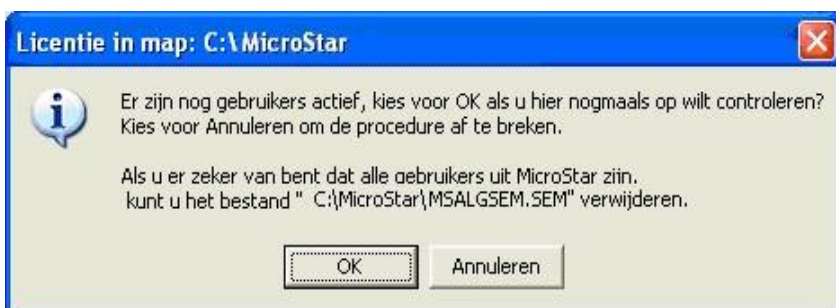 Licentie in map: C:\MicroStar
Er zijn nog gebruikers actief, kies voor OK als u hier nogmaals op wilt controleren?
Kies voor Annuleren om de procedure af te breken.
Als u er zeker van bent dat alle gebruikers uit MicroStar zijn.
kunt u het bestand " C:\MicroStar\MSALGSEM.SEM" verwijderen.
OK
Annuleren